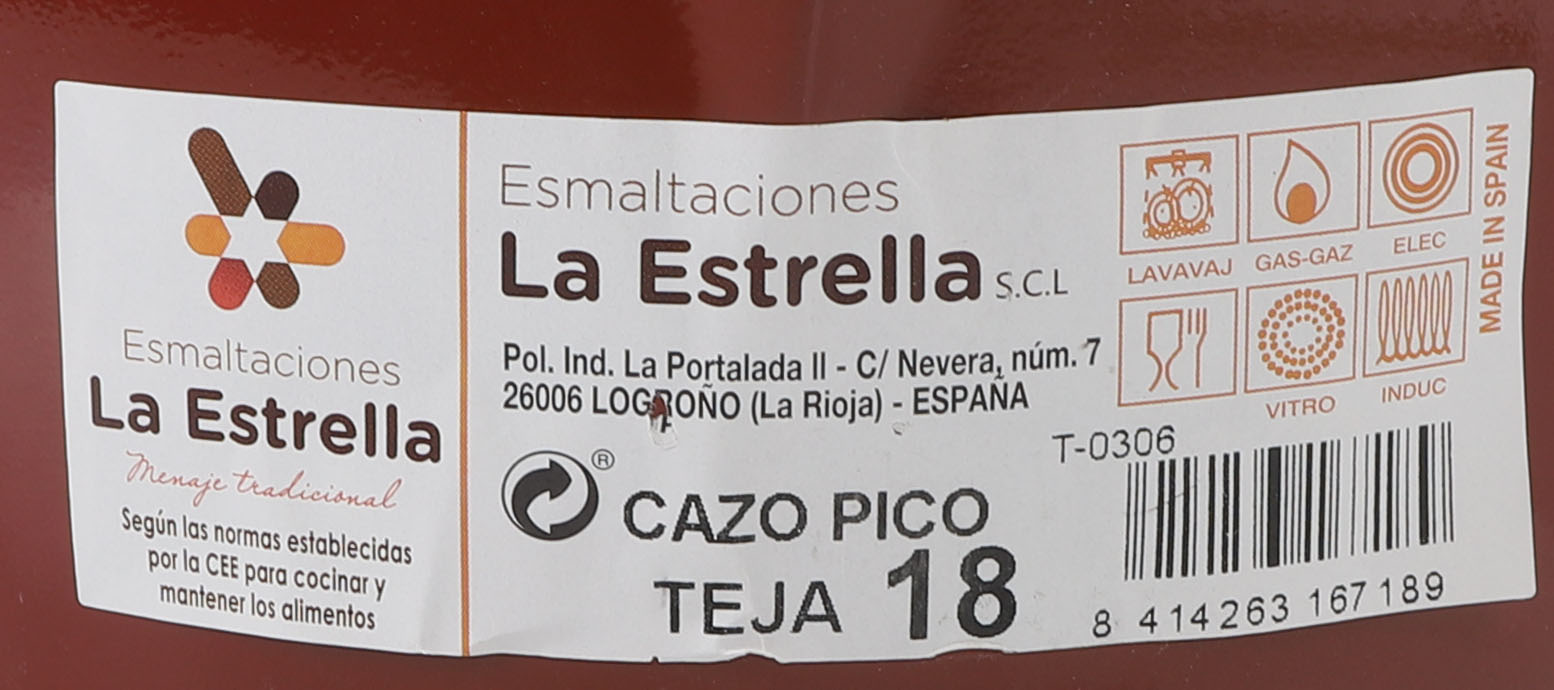 Esmaltaciones
La Estrella
Menaje tradicional
Según las normas establecidas
por la CEE para cocinar y
mantener los alimentos
Esmaltaciones
La Estrella S.C.L
Pol. Ind. La Portalada II - C/ Nevera, núm. 7
26006 LOGROÑO (La Rioja) - ESPAÑA
®
CAZO PICO
TEJA 18
LAVAVAJ GAS-GAZ ELEC
VITRO INDUC
MADE IN SPAIN
T-0306
8 414263 167189